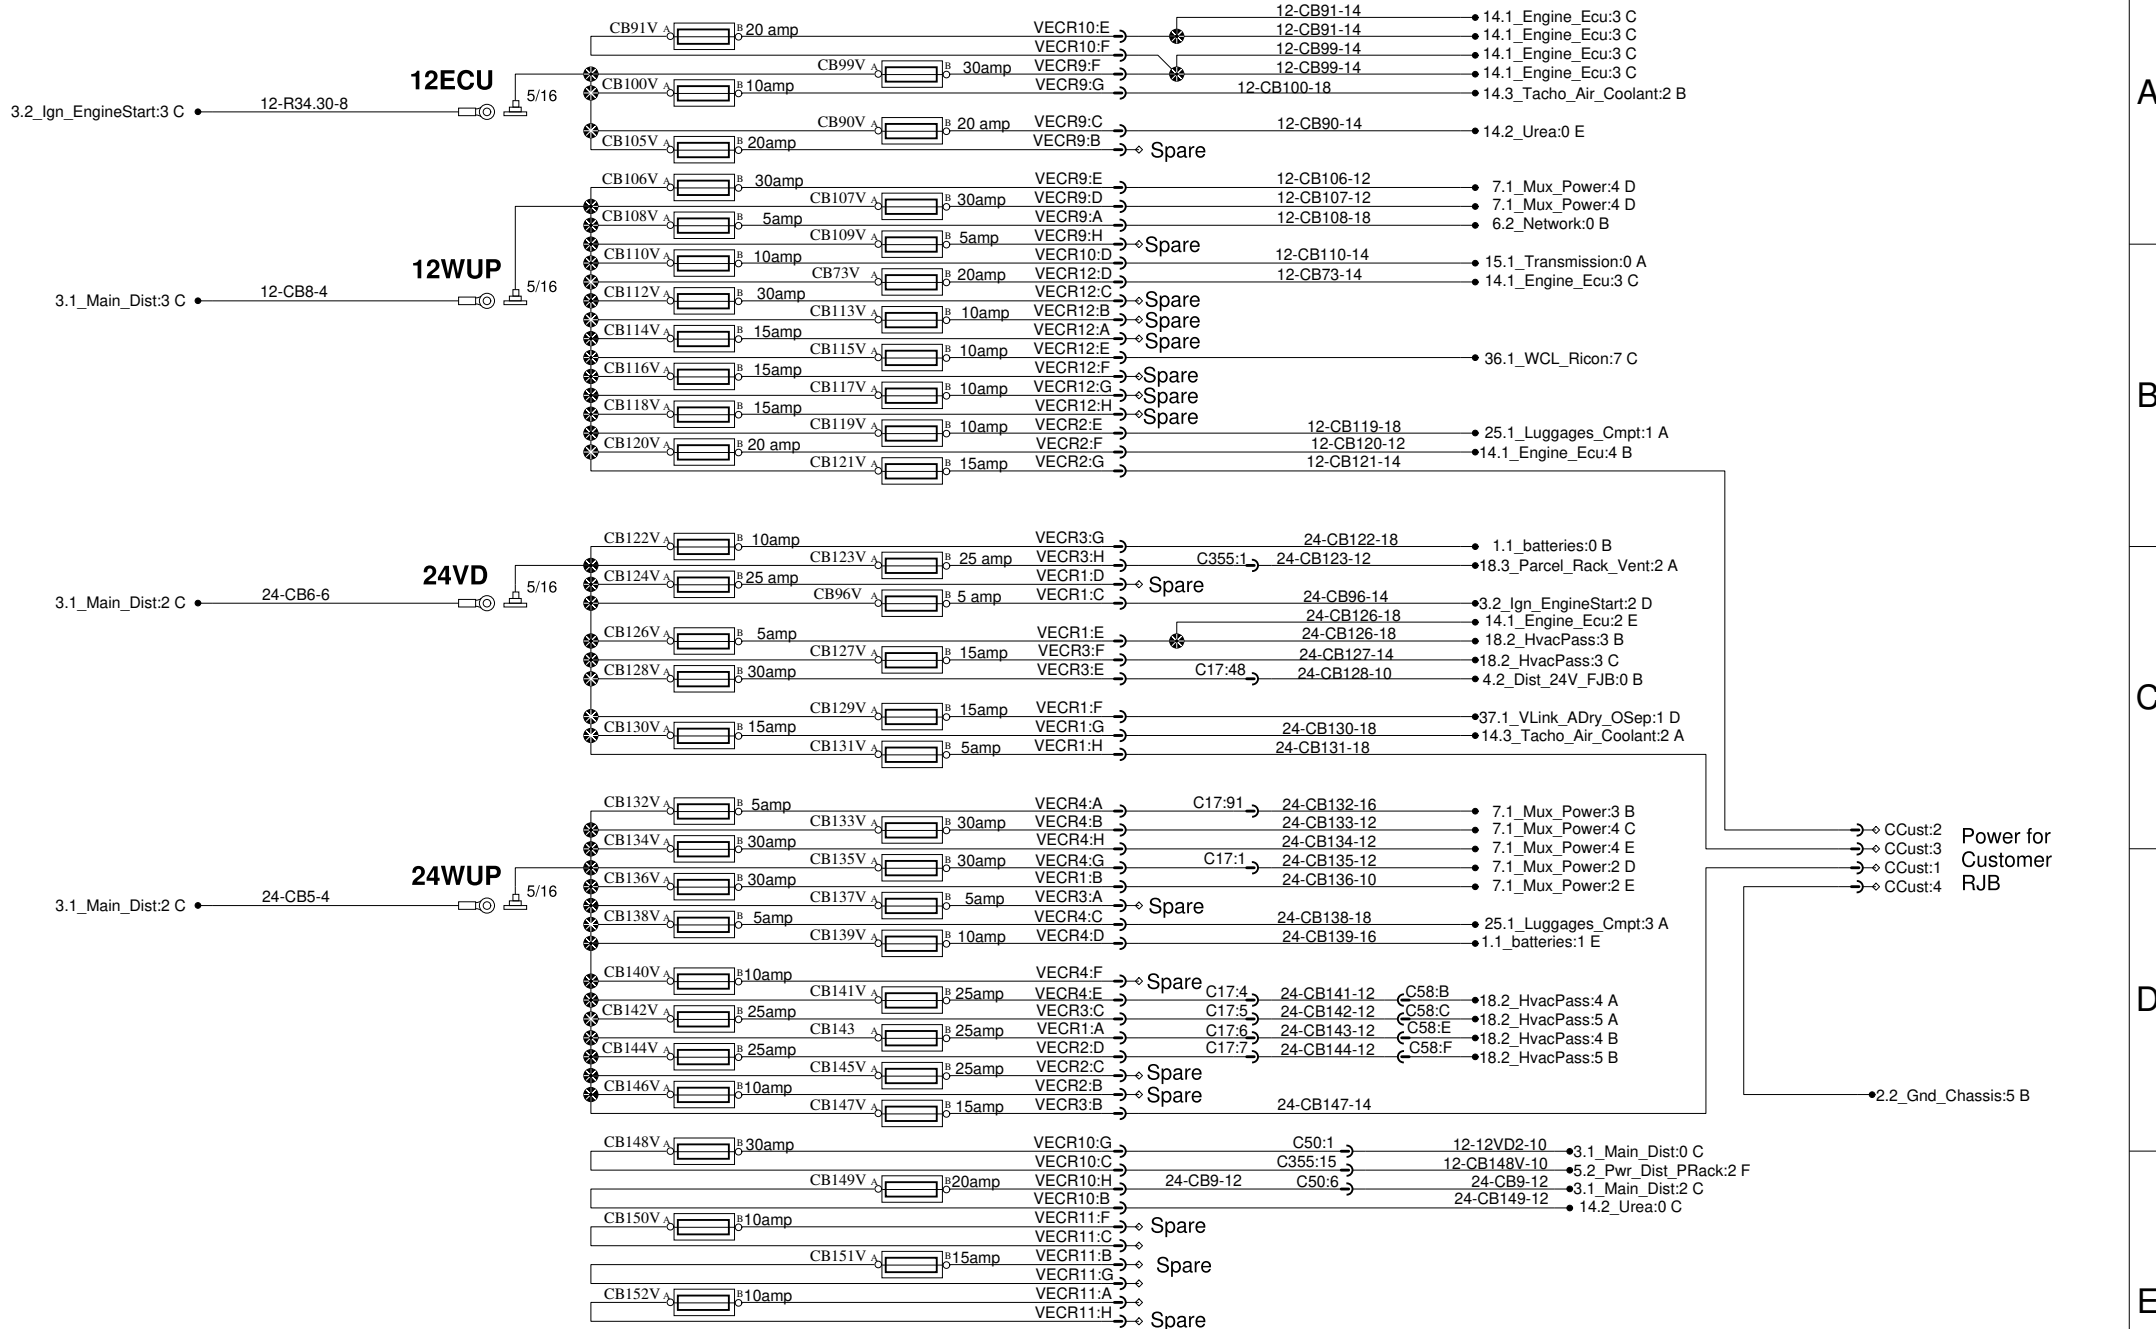 CB91V A B 20 amp VECR10:E 12-CB91-14 14.1_Engine_Ecu:3 C
12-CB91-14 14.1_Engine_Ecu:3 C
VECR10:F 12-CB99-14 14.1_Engine_Ecu:3 C
12ECU CB99V A B 30amp VECR9:F 12-CB99-14 14.1_Engine_Ecu:3 C
3.2_Ign_EngineStart:3 C 12-R34.30-8 5/16 CB100V A B 10amp VECR9:G 12-CB100-18 14.3_Tacho_Air_Coolant:2 B
A
CB90V A B 20 amp VECR9:C 12-CB90-14 14.2_Urea:0 E
CB105V A B 20amp VECR9:B Spare
CB106V A B 30amp VECR9:E 12-CB106-12 7.1_Mux_Power:4 D
CB107V A B 30amp VECR9:D 12-CB107-12 7.1_Mux_Power:4 D
CB108V A B 5amp VECR9:A 12-CB108-18 6.2_Network:0 B
CB109V A B 5amp VECR9:H Spare
12WUP CB110V A B 10amp VECR10:D 12-CB110-14 15.1_Transmission:0 A
CB73V A B 20amp VECR12:D 12-CB73-14 14.1_Engine_Ecu:3 C
3.1_Main_Dist:3 C 12-CB8-4 5/16 CB112V A B 30amp VECR12:C Spare
CB113V A B 10amp VECR12:B Spare
CB114V A B 15amp VECR12:A Spare
CB115V A B 10amp VECR12:E 36.1_WCL_Ricon:7 C
CB116V A B 15amp VECR12:F Spare
CB117V A B 10amp VECR12:G Spare
B
CB118V A B 15amp VECR12:H Spare
CB119V A B 10amp VECR2:E 12-CB119-18 25.1_Luggages_Cmpt:1 A
CB120V A B 20 amp VECR2:F 12-CB120-12 14.1_Engine_Ecu:4 B
CB121V A B 15amp VECR2:G 12-CB121-14
CB122V A B 10amp VECR3:G 24-CB122-18 1.1_batteries:0 B
CB123V A B 25 amp VECR3:H C355:1 24-CB123-12 18.3_Parcel_Rack_Vent:2 A
24VD CB124V A B 25 amp VECR1:D Spare
3.1_Main_Dist:2 C 24-CB6-6 5/16 CB96V A B 5 amp VECR1:C 24-CB96-14 3.2_Ign_EngineStart:2 D
24-CB126-18 14.1_Engine_Ecu:2 E
CB126V A B 5amp VECR1:E 24-CB126-18 18.2_HvacPass:3 B
CB127V A B 15amp VECR3:F 24-CB127-14 18.2_HvacPass:3 C
CB128V A B 30amp VECR3:E C17:48 24-CB128-10 4.2_Dist_24V_FJB:0 B
C
CB129V A B 15amp VECR1:F 37.1_VLink_ADry_OSep:1 D
CB130V A B 15amp VECR1:G 24-CB130-18 14.3_Tacho_Air_Coolant:2 A
CB131V A B 5amp VECR1:H 24-CB131-18
CB132V A B 5amp VECR4:A C17:91 24-CB132-16 7.1_Mux_Power:3 B
CB133V A B 30amp VECR4:B 24-CB133-12 7.1_Mux_Power:4 C CCust:2
CB134V A B 30amp VECR4:H 24-CB134-12 7.1_Mux_Power:4 E CCust:3
CB135V A B 30amp VECR4:G C17:1 24-CB135-12 7.1_Mux_Power:2 D CCust:1
24WUP CB136V A B 30amp VECR1:B 24-CB136-10 7.1_Mux_Power:2 E CCust:4
Power for
Customer
RJB
3.1_Main_Dist:2 C 24-CB5-4 5/16 CB137V A B 5amp VECR3:A Spare
CB138V A B 5amp VECR4:C 24-CB138-18 25.1_Luggages_Cmpt:3 A
CB139V A B 10amp VECR4:D 24-CB139-16 1.1_batteries:1 E
CB140V A B 10amp VECR4:F Spare
CB141V A B 25amp VECR4:E C17:4 24-CB141-12 C58:B 18.2_HvacPass:4 A
D
CB142V A B 25amp VECR3:C C17:5 24-CB142-12 C58:C 18.2_HvacPass:5 A
CB143 A B 25amp VECR1:A C17:6 24-CB143-12 C58:E 18.2_HvacPass:4 B
CB144V A B 25amp VECR2:D C17:7 24-CB144-12 C58:F 18.2_HvacPass:5 B
CB145V A B 25amp VECR2:C Spare
CB146V A B 10amp VECR2:B Spare 2.2_Gnd_Chassis:5 B
CB147V A B 15amp VECR3:B 24-CB147-14
CB148V A B 30amp VECR10:G C50:1 12-12VD2-10 3.1_Main_Dist:0 C
VECR10:C C355:15 12-CB148V-10 5.2_Pwr_Dist_PRack:2 F
CB149V A B 20amp VECR10:H 24-CB9-12 C50:6 24-CB9-12 3.1_Main_Dist:2 C
VECR10:B 24-CB149-12 14.2_Urea:0 C
CB150V A B 10amp VECR11:F Spare
VECR11:C
CB151V A B 15amp VECR11:B Spare
VECR11:G
CB152V A B 10amp VECR11:A
E
VECR11:H Spare